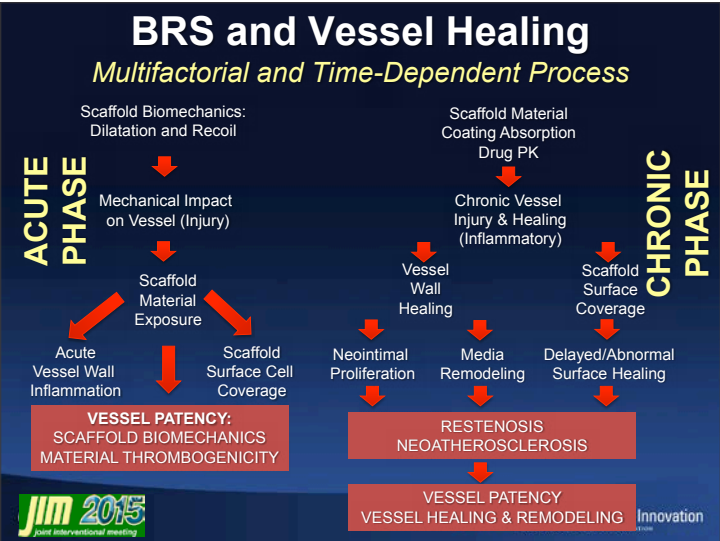 BRS and Vessel Healing
Multifactorial and Time-Dependent Process
ACUTE
PHASE
Scaffold Biomechanics:
Dilatation and Recoil
Mechanical Impact
on Vessel (Injury)
Scaffold
Material
Exposure
Acute
Vessel Wall
Inflammation
Scaffold
Surface Cell
Coverage
VESSEL PATENCY:
SCAFFOLD BIOMECHANICS
MATERIAL THROMBOGENICITY
CHRONIC
PHASE
Scaffold Material
Coating Absorption
Drug PK
Chronic Vessel
Injury & Healing
(Inflammatory)
Vessel
Wall
Healing
Scaffold
Surface
Coverage
Neointimal
Proliferation
Media
Remodeling
Delayed/Abnormal
Surface Healing
RESTENOSIS
NEOATHEROSCLEROSIS
VESSEL PATENCY
VESSEL HEALING & REMODELING
JIM 2015
joint interventional meeting
Innovation